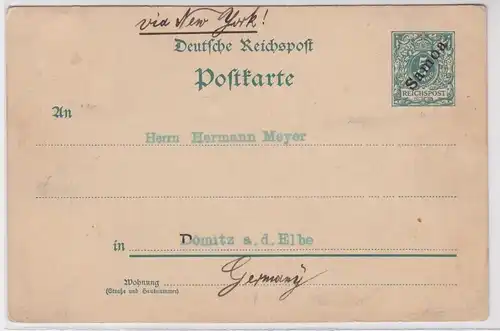 via New York!
Deutsche Reichspost
Postkarte
Samoa
REICHSPOST
An
Herrn Hermann Meyer
in
Dömitz a.d. Elbe
Germany
Wohnung
(Straße und Hausnummer)